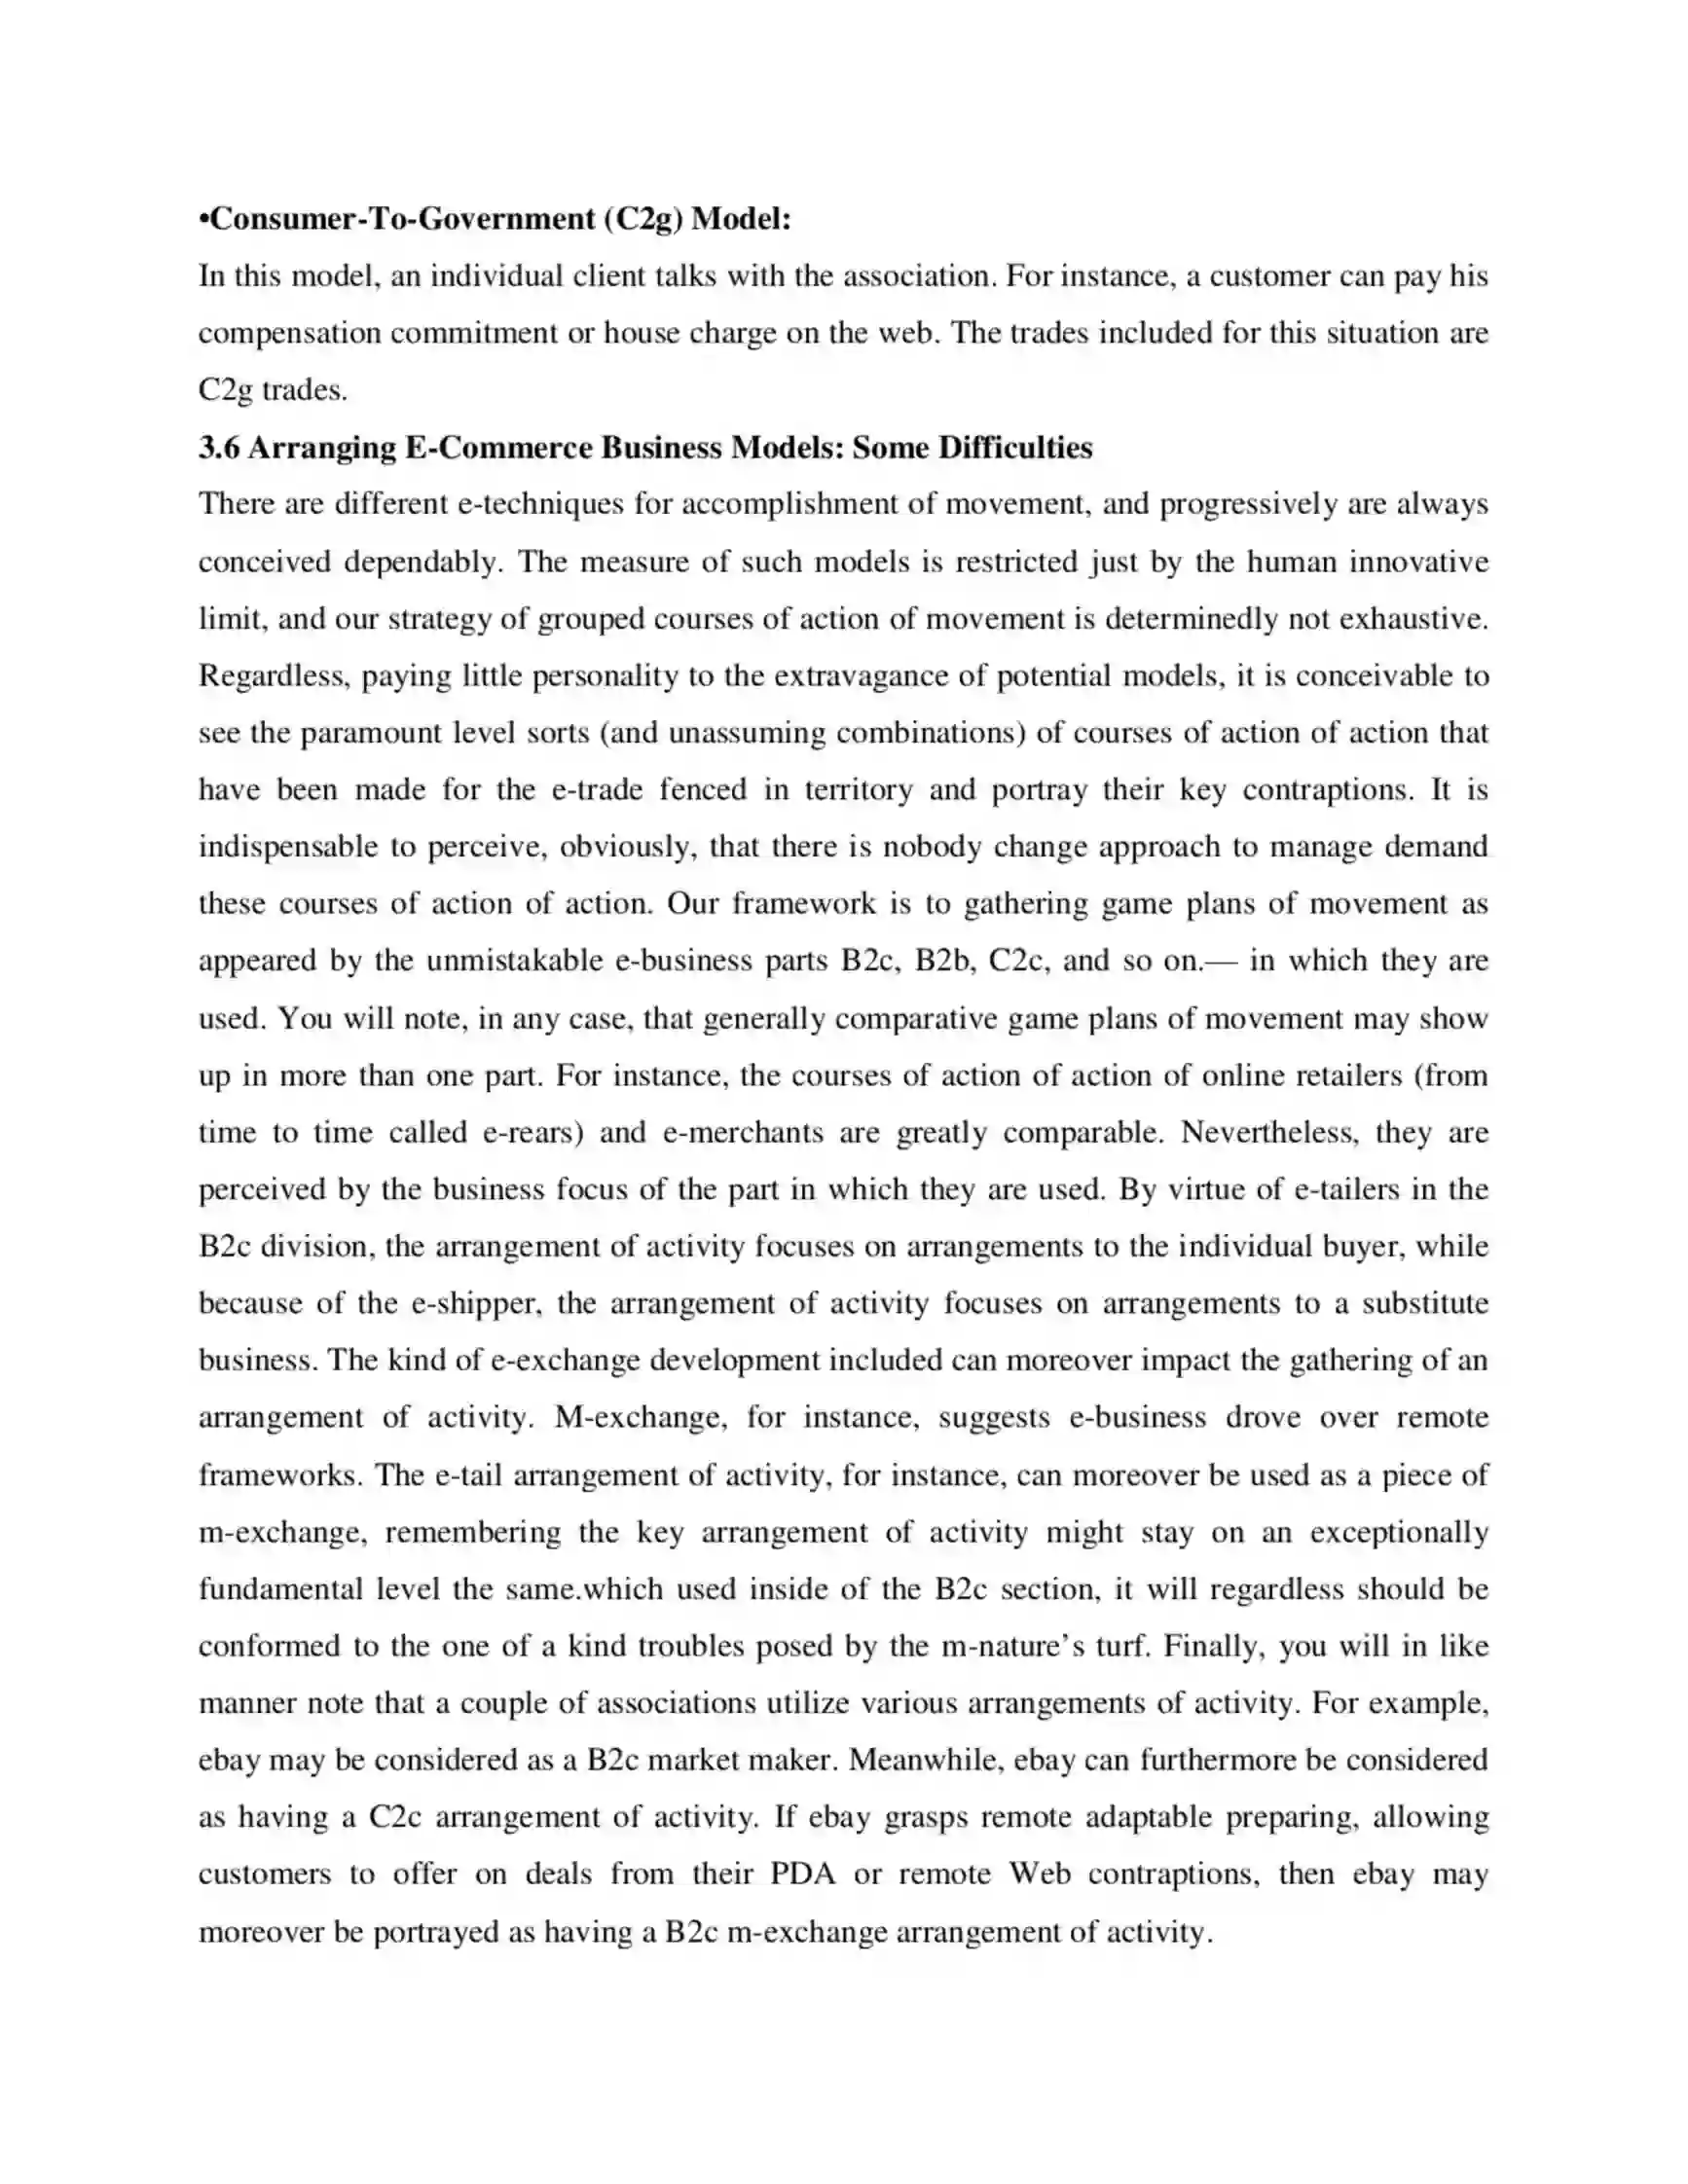 •Consumer-To-Government (C2g) Model:
In this model, an individual client talks with the association. For instance, a customer can pay his
compensation commitment or house charge on the web. The trades included for this situation are
C2g trades.
3.6 Arranging E-Commerce Business Models: Some Difficulties
There are different e-techniques for accomplishment of movement, and progressively are always
conceived dependably. The measure of such models is restricted just by the human innovative
limit, and our strategy of grouped courses of action of movement is determinedly not exhaustive.
Regardless, paying little personality to the extravagance of potential models, it is conceivable to
see the paramount level sorts (and unassuming combinations) of courses of action of action that
have been made for the e-trade fenced in territory and portray their key contraptions. It is
indispensable to perceive, obviously, that there is nobody change approach to manage demand
these courses of action of action. Our framework is to gathering game plans of movement as
appeared by the unmistakable e-business parts B2c, B2b, C2c, and so on.— in which they are
used. You will note, in any case, that generally comparative game plans of movement may show
up in more than one part. For instance, the courses of action of action of online retailers (from
time to time called e-rears) and e-merchants are greatly comparable. Nevertheless, they are
perceived by the business focus of the part in which they are used. By virtue of e-tailers in the
B2c division, the arrangement of activity focuses on arrangements to the individual buyer, while
because of the e-shipper, the arrangement of activity focuses on arrangements to a substitute
business. The kind of e-exchange development included can moreover impact the gathering of an
arrangement of activity. M-exchange, for instance, suggests e-business drove over remote
frameworks. The e-tail arrangement of activity, for instance, can moreover be used as a piece of
m-exchange, remembering the key arrangement of activity might stay on an exceptionally
fundamental level the same.which used inside of the B2c section, it will regardless should be
conformed to the one of a kind troubles posed by the m-nature’s turf. Finally, you will in like
manner note that a couple of associations utilize various arrangements of activity. For example,
ebay may be considered as a B2c market maker. Meanwhile, ebay can furthermore be considered
as having a C2c arrangement of activity. If ebay grasps remote adaptable preparing, allowing
customers to offer on deals from their PDA or remote Web contraptions, then ebay may
moreover be portrayed as having a B2c m-exchange arrangement of activity.